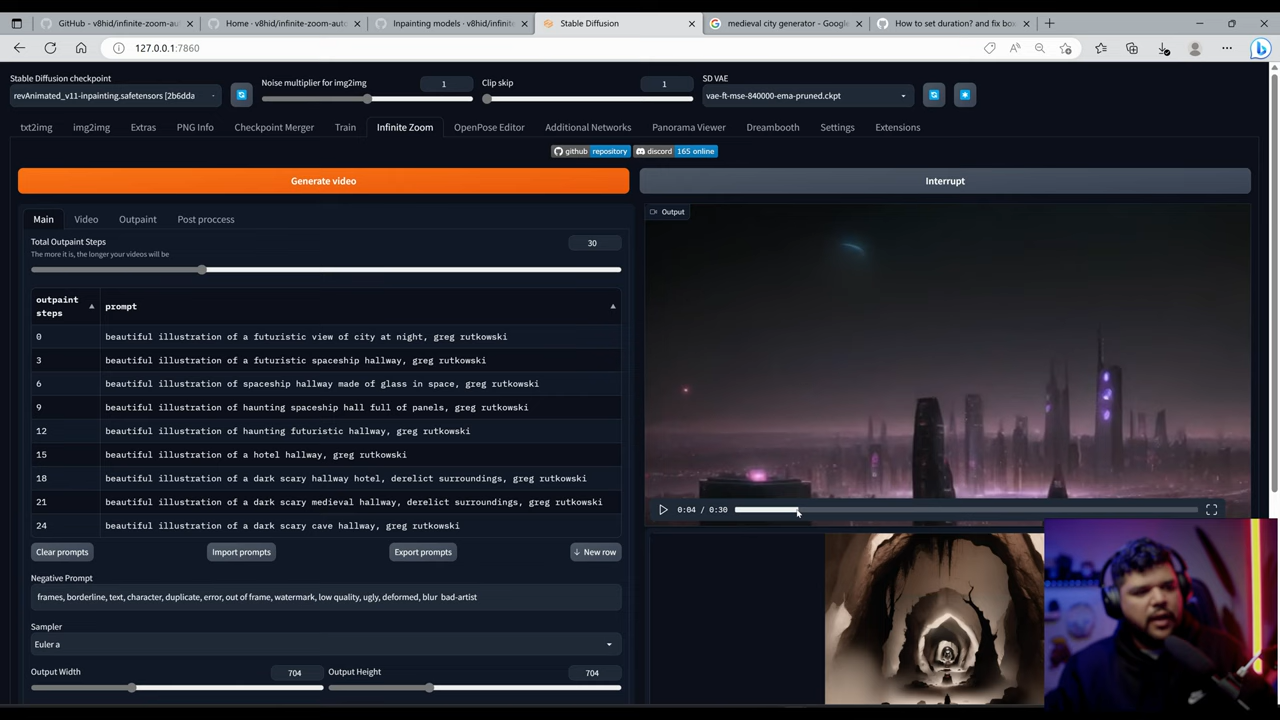 GitHub - v8hid/infinite-zoom-aut
Home · v8hid/infinite-zoom-autom
Inpainting models · v8hid/infinite
Stable Diffusion
medieval city generator - Google
How to set duration? and fix box
127.0.0.1:7860
Stable Diffusion checkpoint
revAnimated_v11-inpainting.safetensors [2b6dda
Noise multiplier for img2img
1
Clip skip
1
SD VAE
vae-ft-mse-840000-ema-pruned.ckpt
txt2img
img2img
Extras
PNG Info
Checkpoint Merger
Train
Infinite Zoom
OpenPose Editor
Additional Networks
Panorama Viewer
Dreambooth
Settings
Extensions
github repository
discord 165 online
Generate video
Interrupt
Main
Video
Outpaint
Post proccess
Output
Total Outpaint Steps
30
The more it is, the longer your videos will be
outpaint steps
prompt
0 beautiful illustration of a futuristic view of city at night, greg rutkowski
3 beautiful illustration of a futuristic spaceship hallway, greg rutkowski
6 beautiful illustration of spaceship hallway made of glass in space, greg rutkowski
9 beautiful illustration of haunting spaceship hall full of panels, greg rutkowski
12 beautiful illustration of haunting futuristic hallway, greg rutkowski
15 beautiful illustration of a hotel hallway, greg rutkowski
18 beautiful illustration of a dark scary hallway hotel, derelict surroundings, greg rutkowski
21 beautiful illustration of a dark scary medieval hallway, derelict surroundings, greg rutkowski
24 beautiful illustration of a dark scary cave hallway, greg rutkowski
0:04 / 0:30
Clear prompts
Import prompts
Export prompts
New row
Negative Prompt
frames, borderline, text, character, duplicate, error, out of frame, watermark, low quality, ugly, deformed, blur bad-artist
Sampler
Euler a
Output Width
704
Output Height
704